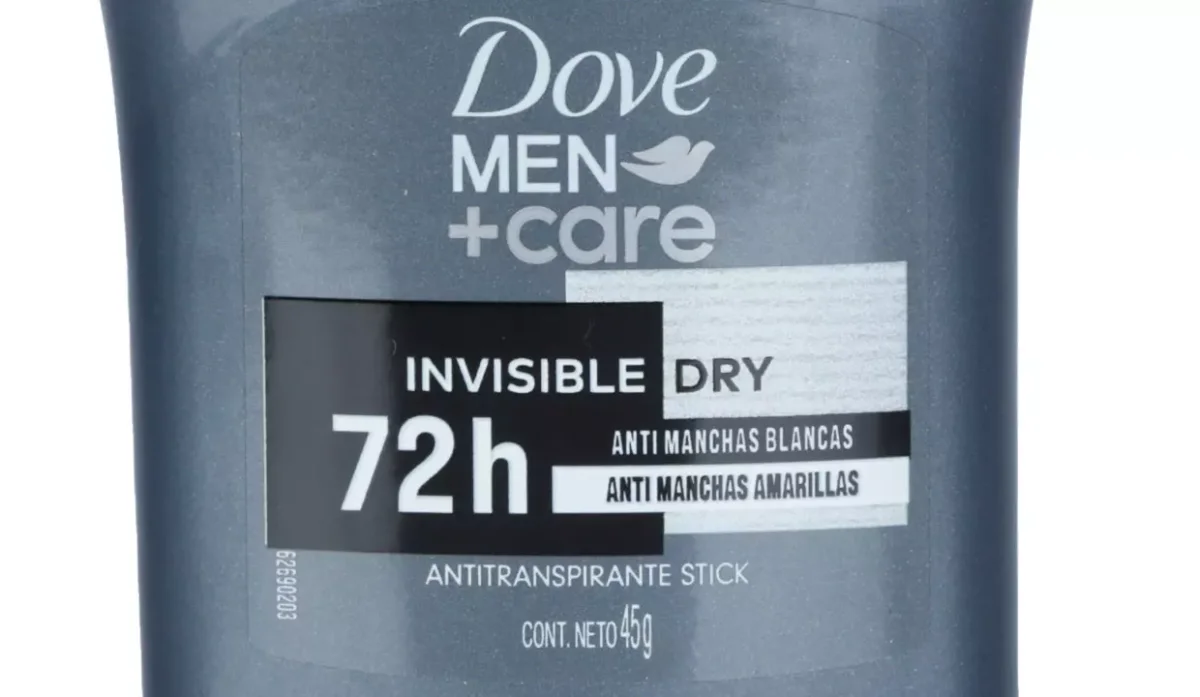 Dove
MEN
+care
INVISIBLE DRY
72h
ANTI MANCHAS BLANCAS
ANTI MANCHAS AMARILLAS
ANTITRANSPIRANTE STICK
CONT. NETO 45g
62690203